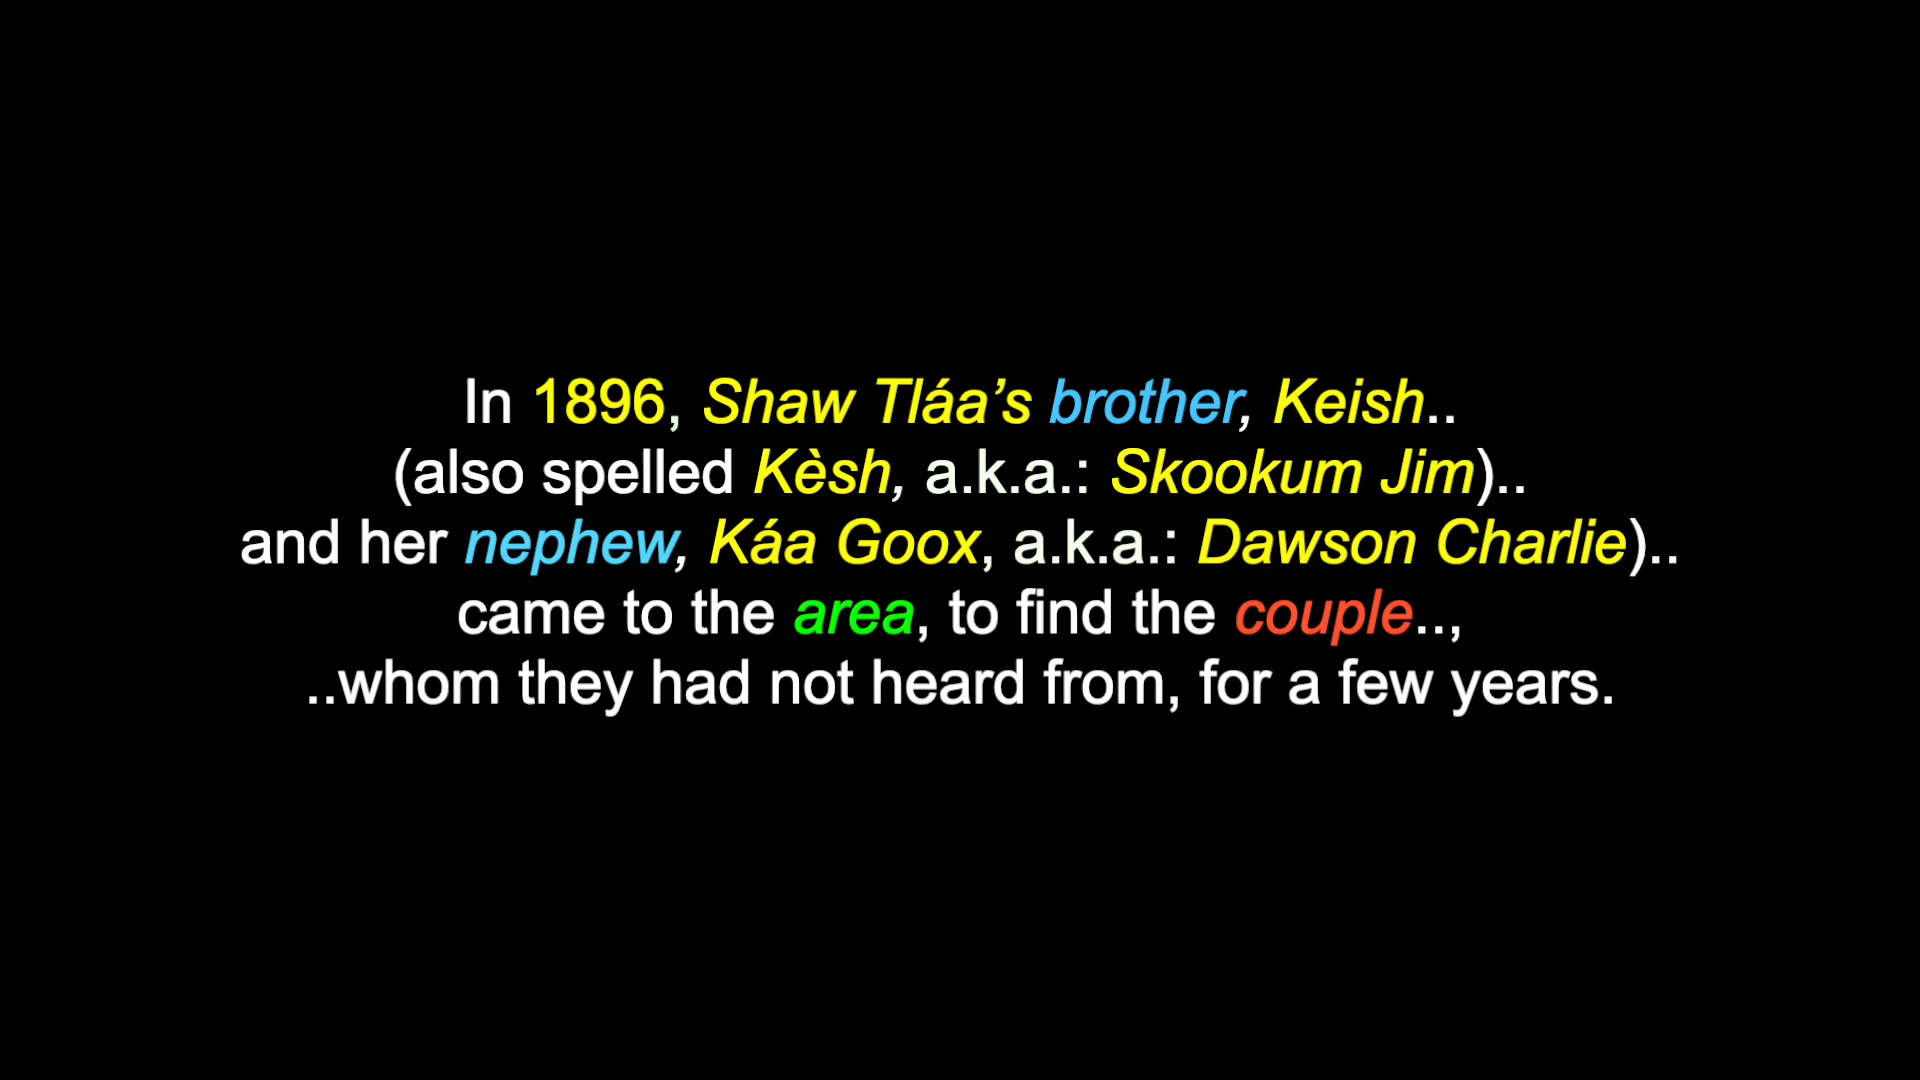 In 1896, Shaw Tláa’s brother, Keish..
(also spelled Kèsh, a.k.a.: Skookum Jim)..
and her nephew, Káa Goox, a.k.a.: Dawson Charlie)..
came to the area, to find the couple..,
..whom they had not heard from, for a few years.